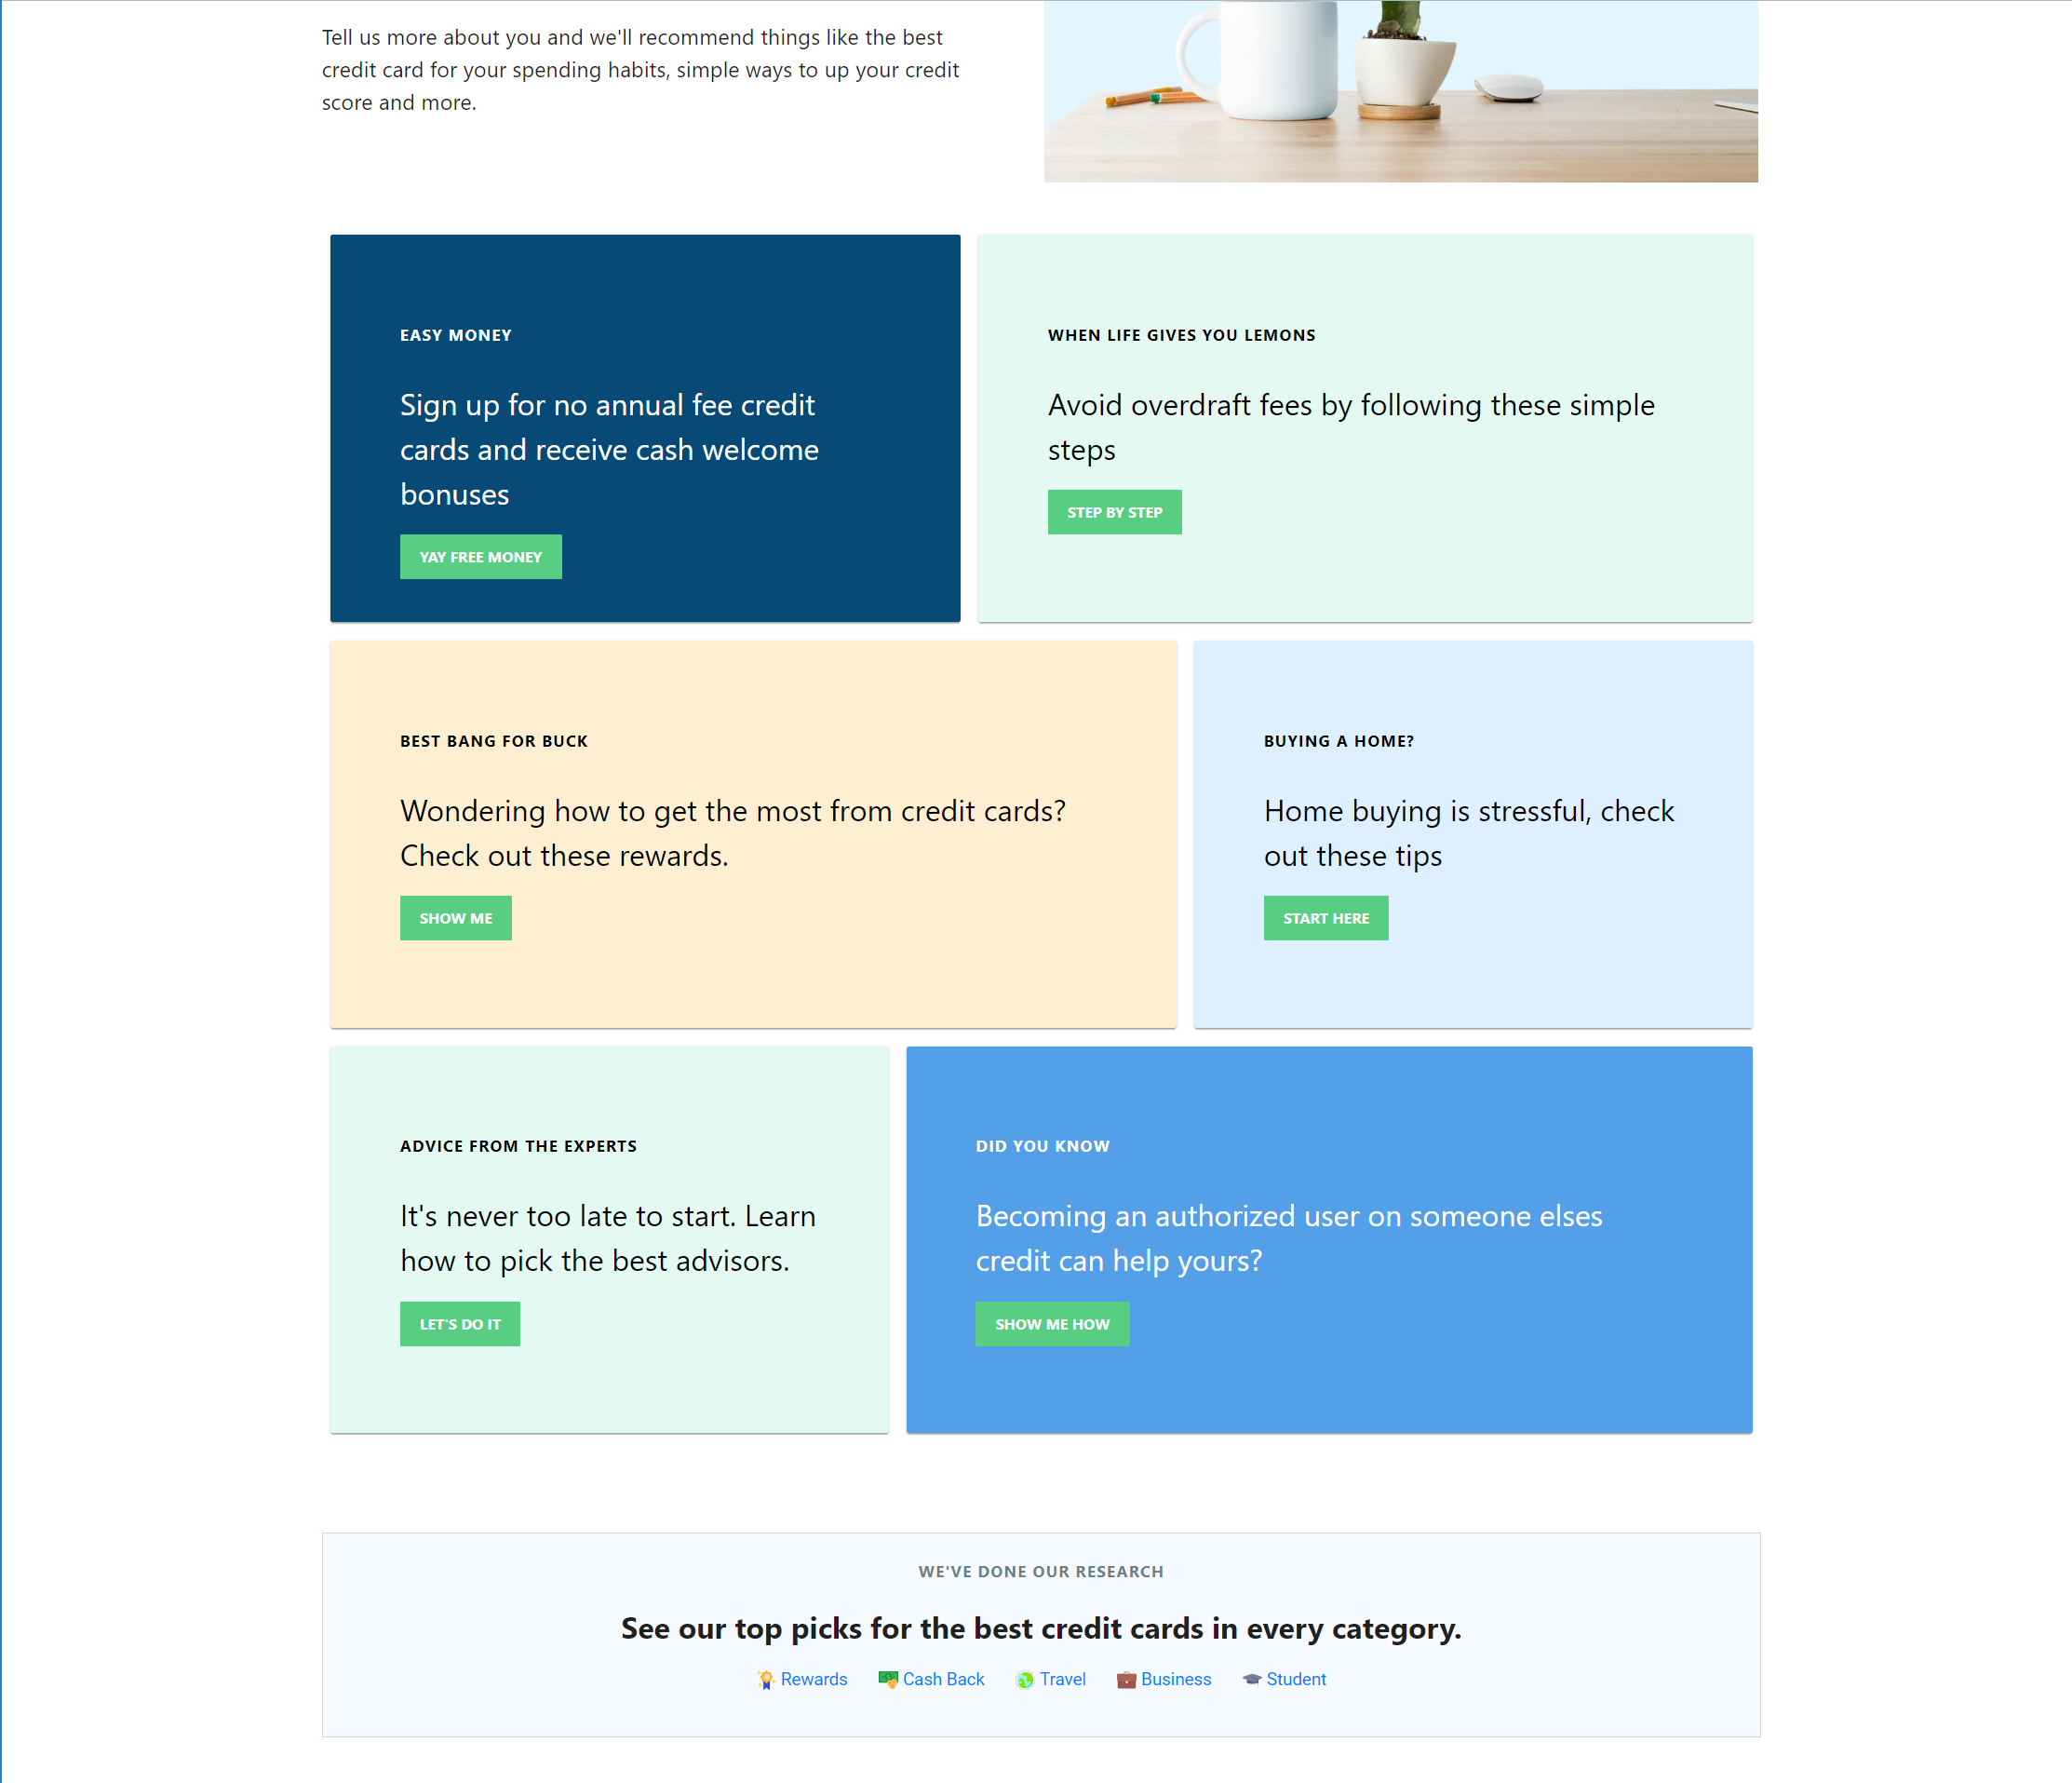 Tell us more about you and we'll recommend things like the best
credit card for your spending habits, simple ways to up your credit
score and more.
EASY MONEY
Sign up for no annual fee credit
cards and receive cash welcome
bonuses
YAY FREE MONEY
WHEN LIFE GIVES YOU LEMONS
Avoid overdraft fees by following these simple
steps
STEP BY STEP
BEST BANG FOR BUCK
Wondering how to get the most from credit cards?
Check out these rewards.
SHOW ME
BUYING A HOME?
Home buying is stressful, check
out these tips
START HERE
ADVICE FROM THE EXPERTS
It's never too late to start. Learn
how to pick the best advisors.
LET'S DO IT
DID YOU KNOW
Becoming an authorized user on someone elses
credit can help yours?
SHOW ME HOW
WE'VE DONE OUR RESEARCH
See our top picks for the best credit cards in every category.
Rewards Cash Back Travel Business Student